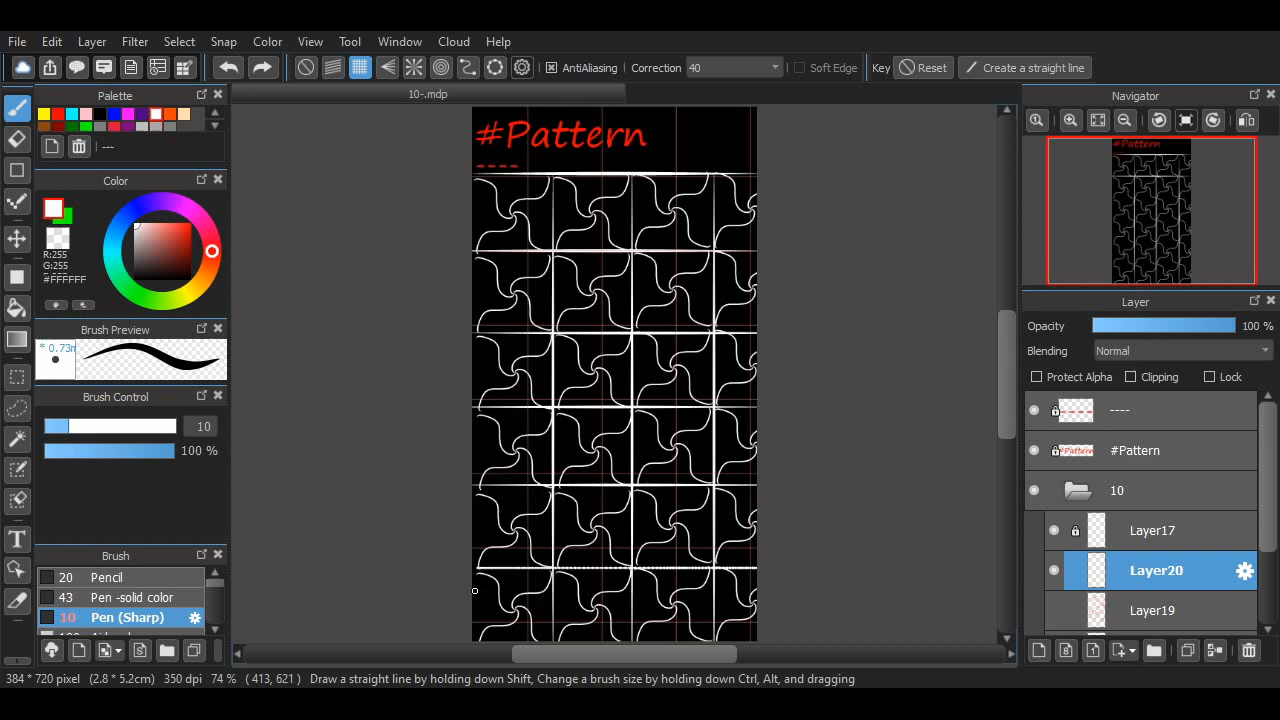 File Edit Layer Filter Select Snap Color View Tool Window Cloud Help
AntiAliasing Correction 40 Soft Edge Key Reset Create a straight line
Palette
---
Color
R:255
G:255
#FFFFFF
Brush Preview
Brush Control
10
100 %
Brush
20 Pencil
43 Pen -solid color
10 Pen (Sharp)
10-.mdp
#Pattern
----
Navigator
#Pattern
Layer
Opacity 100 %
Blending Normal
Protect Alpha Clipping Lock
----
#Pattern #Pattern
10
Layer17
Layer20
Layer19
384 * 720 pixel (2.8 * 5.2cm) 350 dpi 74 % ( 413, 621 ) Draw a straight line by holding down Shift, Change a brush size by holding down Ctrl, Alt, and dragging